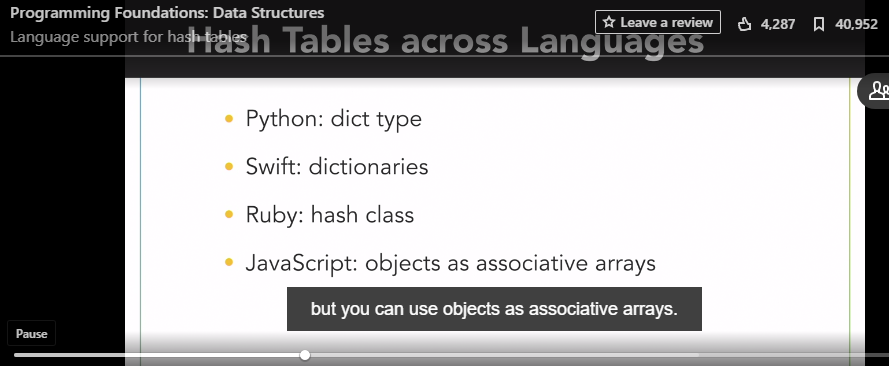 Programming Foundations: Data Structures
Leave a review
4,287
40,952
Language support for hash tables
Hash Tables across Languages
Python: dict type
Swift: dictionaries
Ruby: hash class
JavaScript: objects as associative arrays
but you can use objects as associative arrays.
Pause